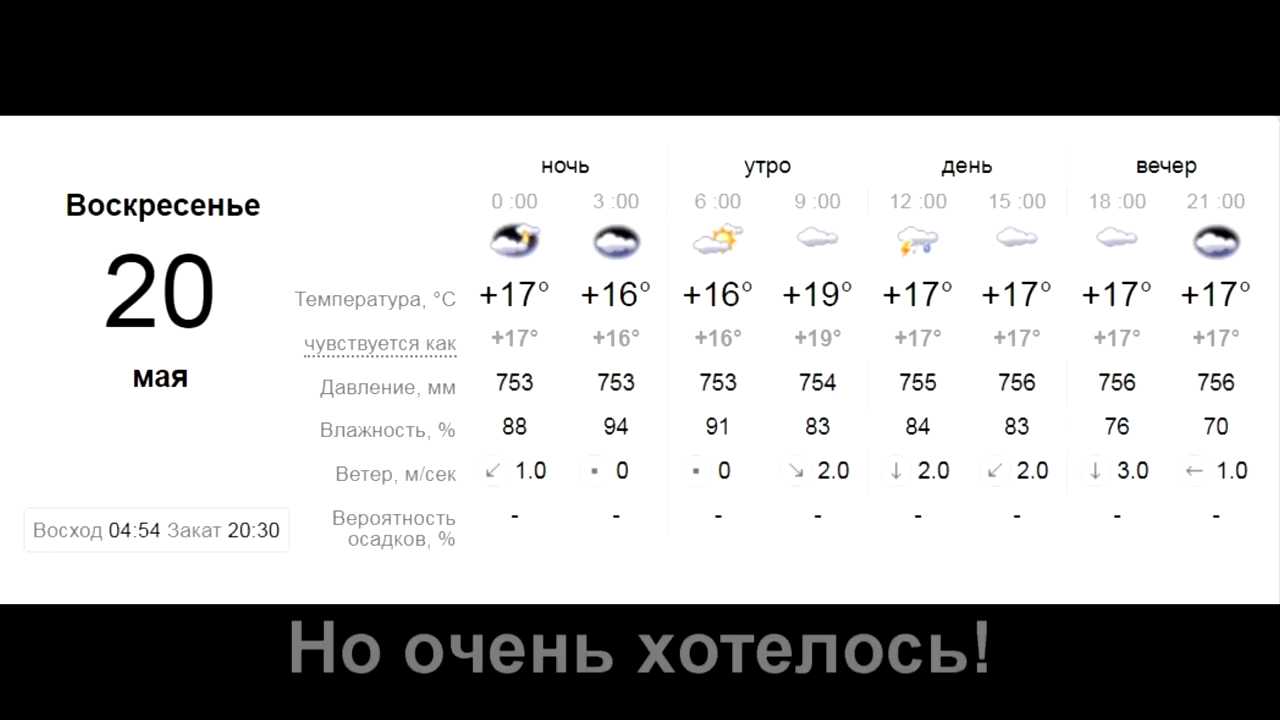 ночь утро день вечер
Воскресенье
20
мая
0 :00 3 :00 6 :00 9 :00 12 :00 15 :00 18 :00 21 :00
Температура, °C +17° +16° +16° +19° +17° +17° +17° +17°
чувствуется как +17° +16° +16° +19° +17° +17° +17° +17°
Давление, мм 753 753 753 754 755 756 756 756
Влажность, % 88 94 91 83 84 83 76 70
Ветер, м/сек ↙ 1.0 ▪ 0 ▪ 0 ↘ 2.0 ↓ 2.0 ↙ 2.0 ↓ 3.0 ← 1.0
Вероятность
осадков, % - - - - - - - -
Восход 04:54 Закат 20:30
Но очень хотелось!